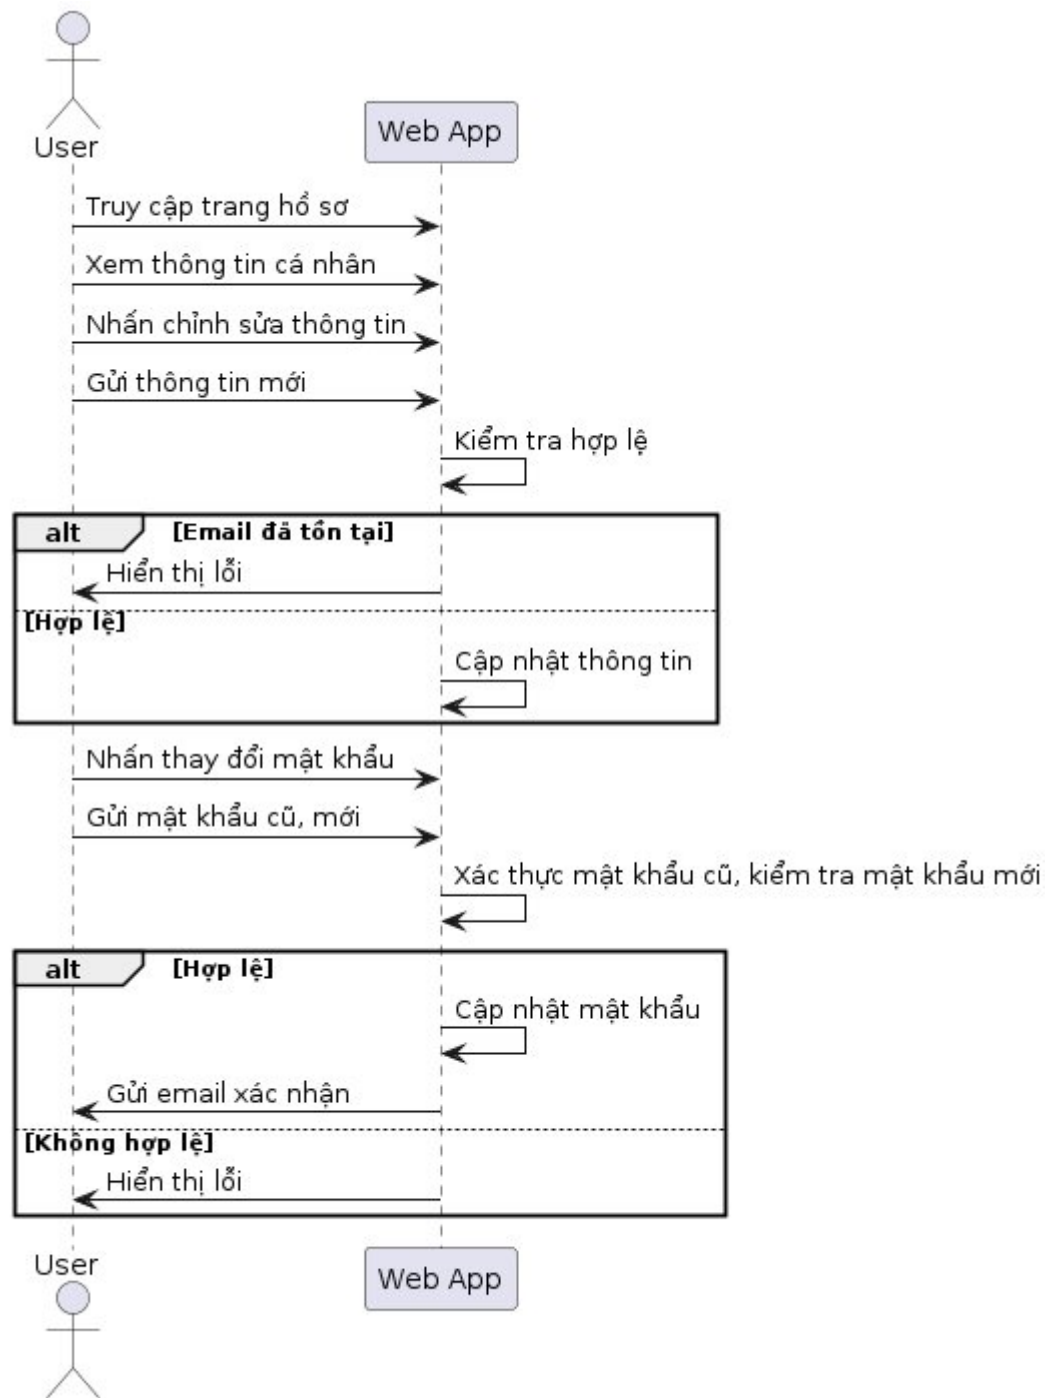 User
Web App
Truy cập trang hồ sơ
Xem thông tin cá nhân
Nhấn chỉnh sửa thông tin
Gửi thông tin mới
Kiểm tra hợp lệ
alt [Email đã tồn tại]
Hiển thị lỗi
[Hợp lệ]
Cập nhật thông tin
Nhấn thay đổi mật khẩu
Gửi mật khẩu cũ, mới
Xác thực mật khẩu cũ, kiểm tra mật khẩu mới
alt [Hợp lệ]
Cập nhật mật khẩu
Gửi email xác nhận
[Không hợp lệ]
Hiển thị lỗi
User
Web App